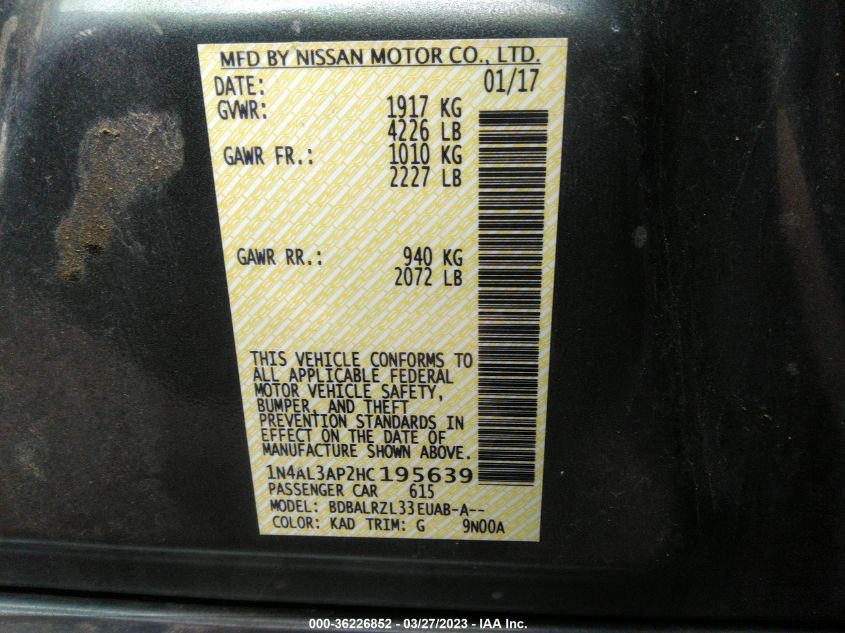 MFD BY NISSAN MOTOR CO., LTD.
DATE: 01/17
GVWR: 1917 KG
4226 LB
GAWR FR.: 1010 KG
2227 LB
GAWR RR.: 940 KG
2072 LB
THIS VEHICLE CONFORMS TO
ALL APPLICABLE FEDERAL
MOTOR VEHICLE SAFETY,
BUMPER, AND THEFT
PREVENTION STANDARDS IN
EFFECT ON THE DATE OF
MANUFACTURE SHOWN ABOVE.
1N4AL3AP2HC195639
PASSENGER CAR 615
MODEL: BDBALRZL33EUAB-A--
COLOR: KAD TRIM: G 9N00A
000-36226852 - 03/27/2023 - IAA Inc.